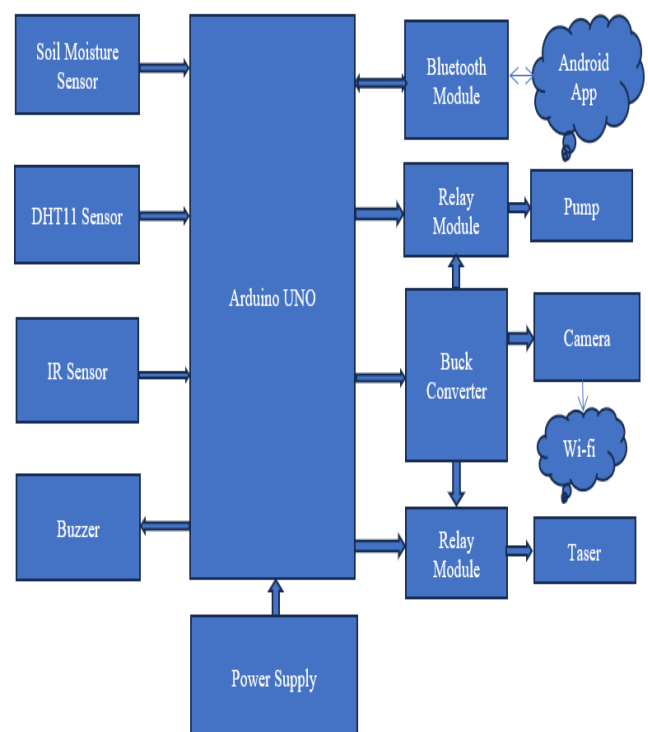 Soil Moisture
Sensor
Bluetooth
Module
Android
App
DHT11 Sensor
Relay
Module
Pump
Arduino UNO
IR Sensor
Buck
Converter
Camera
Wi-fi
Buzzer
Relay
Module
Taser
Power Supply